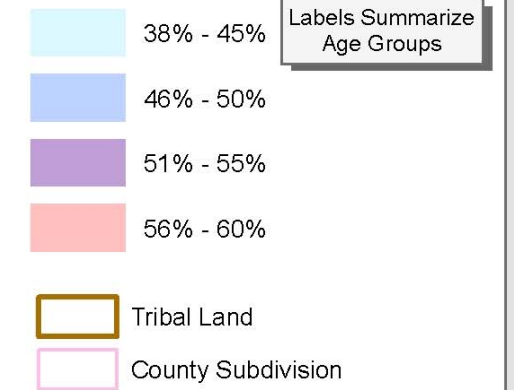 38% - 45%
Labels Summarize
Age Groups
46% - 50%
51% - 55%
56% - 60%
Tribal Land
County Subdivision